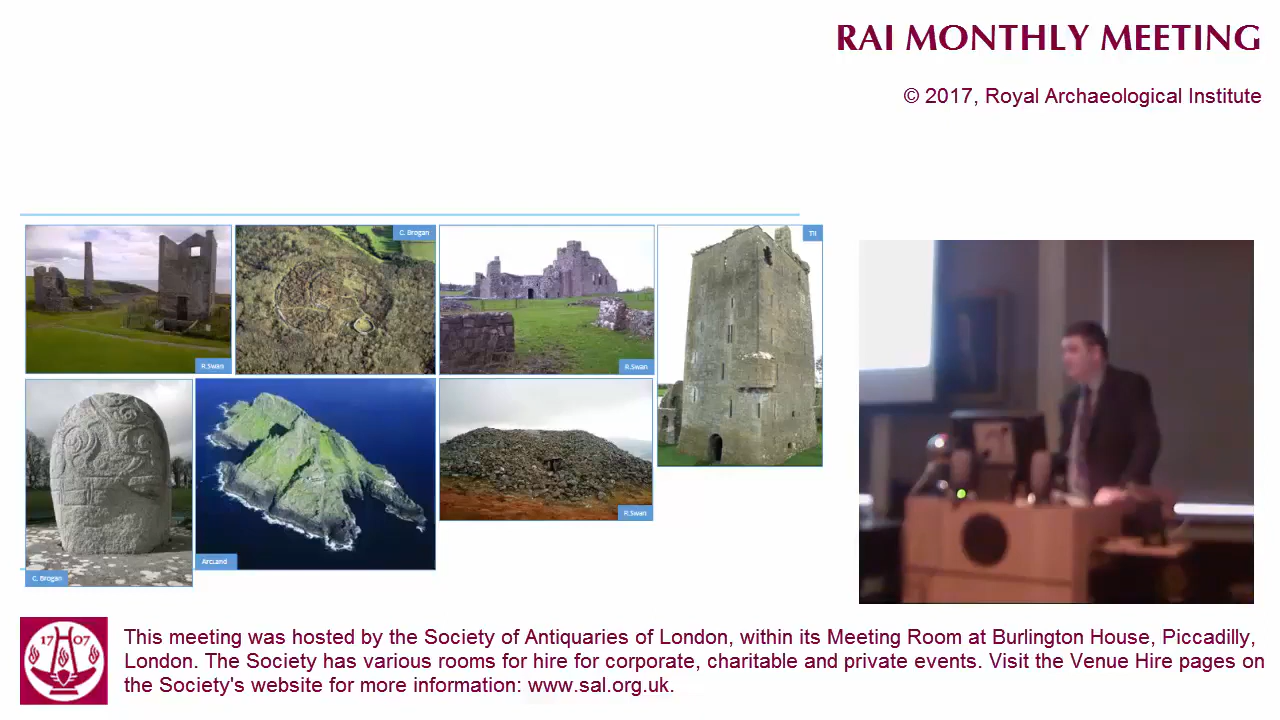 RAI MONTHLY MEETING
© 2017, Royal Archaeological Institute
C. Brogan
TII
R.Swan
R.Swan
R.Swan
ArcLand
C. Brogan
17 07
This meeting was hosted by the Society of Antiquaries of London, within its Meeting Room at Burlington House, Piccadilly,
London. The Society has various rooms for hire for corporate, charitable and private events. Visit the Venue Hire pages on
the Society's website for more information: www.sal.org.uk.